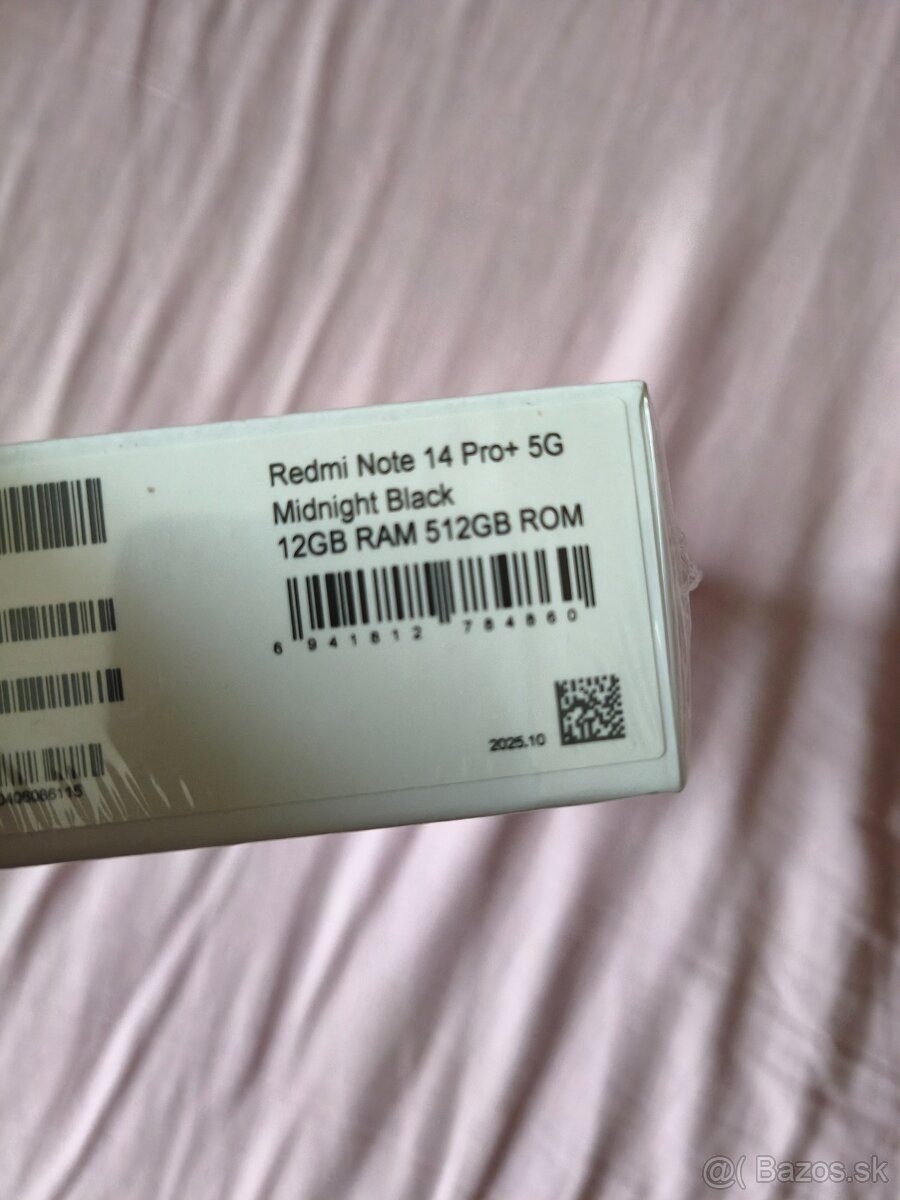 Redmi Note 14 Pro+ 5G
Midnight Black
12GB RAM 512GB ROM
6 941812 784860
2025.10
@( Bazos.sk